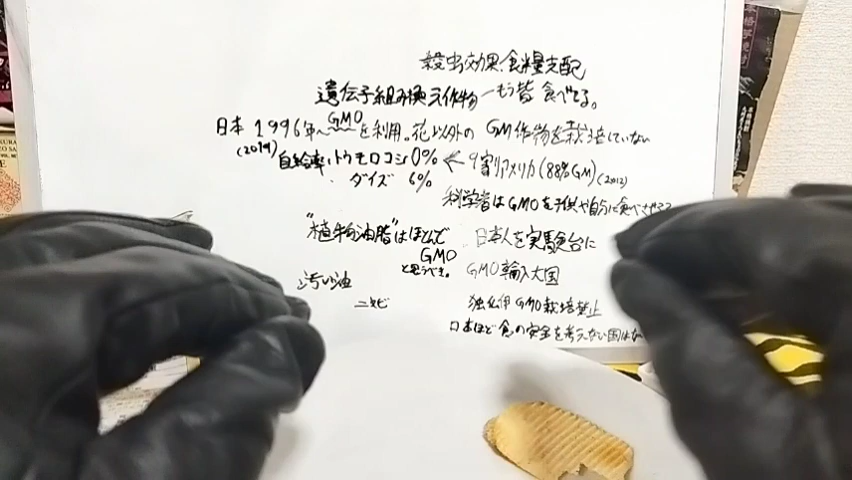 殺虫効果、食糧支配
遺伝子組み換え作物ーもう皆食べてる。
日本 1996年〜GMOを利用。花以外のGM作物を栽培していない
(2019)自給率・トウモロコシ0% ← 9割アメリカ(88%GM)(2012)
・ダイズ 6%
科学者はGMOを子供や自分に食べさせてる
"植物油脂"はほとんどGMOと思うべき。
日本人を実験台に
汚い油
GMO輸入大国
ニキビ
独仏伊GMO栽培禁止
日本ほど食の安全を考えない国はな